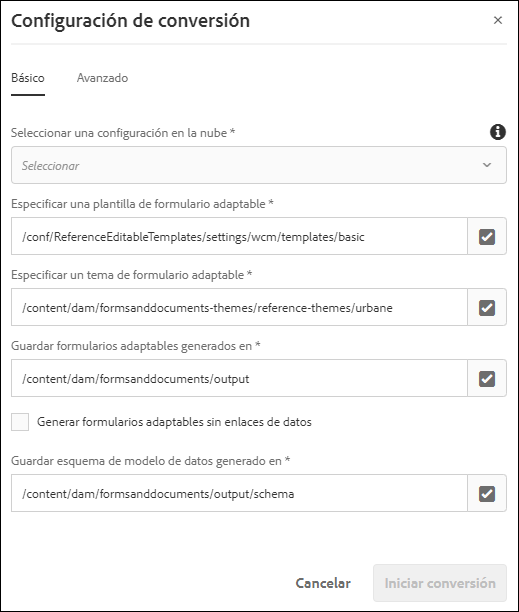 Configuración de conversión
Básico Avanzado
Seleccionar una configuración en la nube *
Seleccionar
Especificar una plantilla de formulario adaptable *
/conf/ReferenceEditableTemplates/settings/wcm/templates/basic
Especificar un tema de formulario adaptable *
/content/dam/formsanddocuments-themes/reference-themes/urbane
Guardar formularios adaptables generados en *
/content/dam/formsanddocuments/output
Generar formularios adaptables sin enlaces de datos
Guardar esquema de modelo de datos generado en *
/content/dam/formsanddocuments/output/schema
Cancelar Iniciar conversión